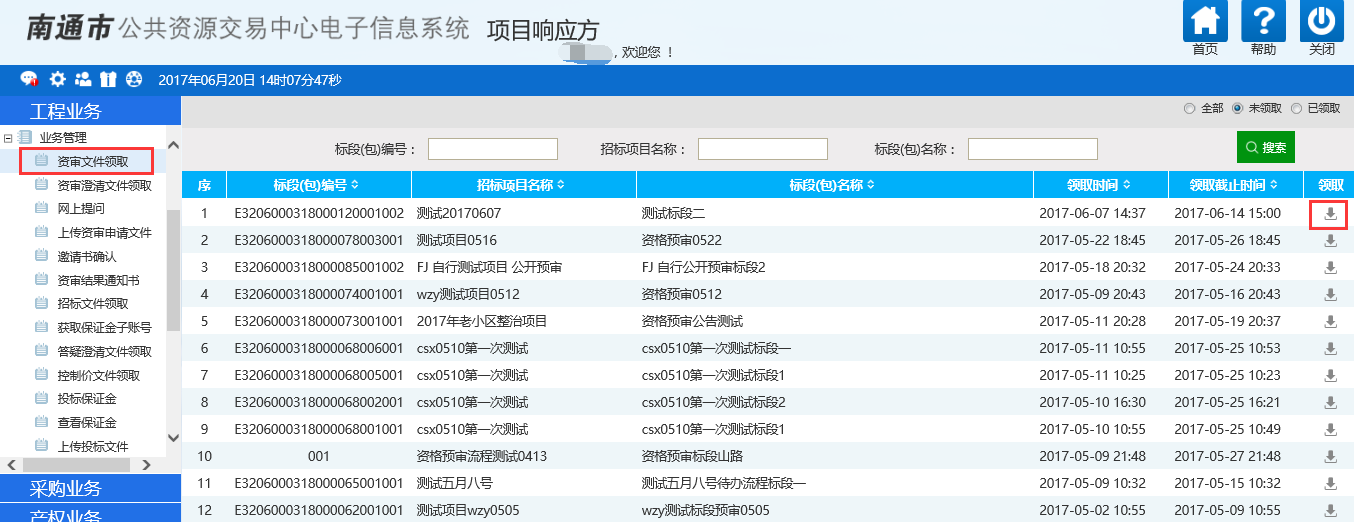 南通市公共资源交易中心电子信息系统 项目响应方
, 欢迎您 ！
首页 帮助 关闭
2017年06月20日 14时07分47秒
工程业务
业务管理
资审文件领取
资审澄清文件领取
网上提问
上传资审申请文件
邀请书确认
资审结果通知书
招标文件领取
获取保证金子账号
答疑澄清文件领取
控制价文件领取
投标保证金
查看保证金
上传投标文件
采购业务
产权业务
全部 未领取 已领取
标段(包)编号： 招标项目名称： 标段(包)名称： 搜索
序 标段(包)编号 招标项目名称 标段(包)名称 领取时间 领取截止时间 领取
1 E3206000318000120001002 测试20170607 测试标段二 2017-06-07 14:37 2017-06-14 15:00
2 E3206000318000078003001 测试项目0516 资格预审0522 2017-05-22 18:45 2017-05-26 18:45
3 E3206000318000085001002 FJ 自行测试项目 公开预审 FJ 自行公开预审标段2 2017-05-18 20:32 2017-05-24 20:33
4 E3206000318000074001001 wzy测试项目0512 资格预审0512 2017-05-09 20:43 2017-05-16 20:43
5 E3206000318000073001001 2017年老小区整治项目 资格预审公告测试 2017-05-11 20:28 2017-05-19 20:37
6 E3206000318000068006001 csx0510第一次测试 csx0510第一次测试标段一 2017-05-11 10:55 2017-05-25 10:53
7 E3206000318000068005001 csx0510第一次测试 csx0510第一次测试标段1 2017-05-11 10:25 2017-05-25 10:23
8 E3206000318000068002001 csx0510第一次测试 csx0510第一次测试标段2 2017-05-10 16:30 2017-05-25 16:21
9 E3206000318000068001001 csx0510第一次测试 csx0510第一次测试标段1 2017-05-10 10:55 2017-05-25 10:49
10 001 资格预审流程测试0413 资格预审标段山路 2017-05-09 21:48 2017-05-27 21:48
11 E3206000318000065001001 测试五月八号 测试五月八号待办流程标段一 2017-05-09 10:32 2017-05-15 10:32
12 E3206000318000062001001 测试项目wzy0505 wzy测试标段预审0505 2017-05-02 10:55 2017-05-08 10:55